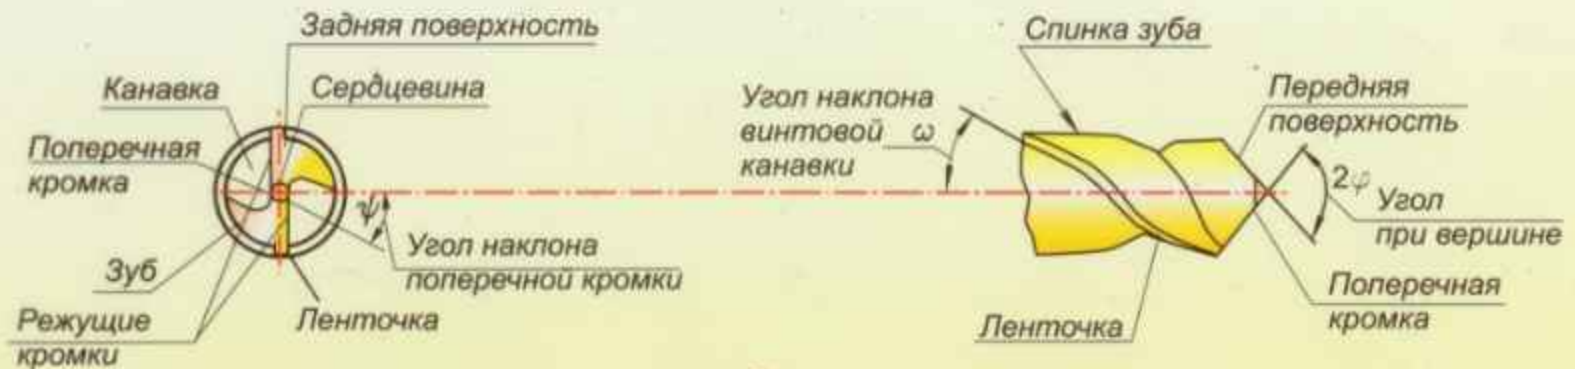 Задняя поверхность
Канавка
Сердцевина
Поперечная
кромка
ψ
Угол наклона
поперечной кромки
Зуб
Режущие
кромки
Ленточка
Спинка зуба
Угол наклона
винтовой ω
канавки
Передняя
поверхность
2φ
Угол
при вершине
Поперечная
кромка
Ленточка